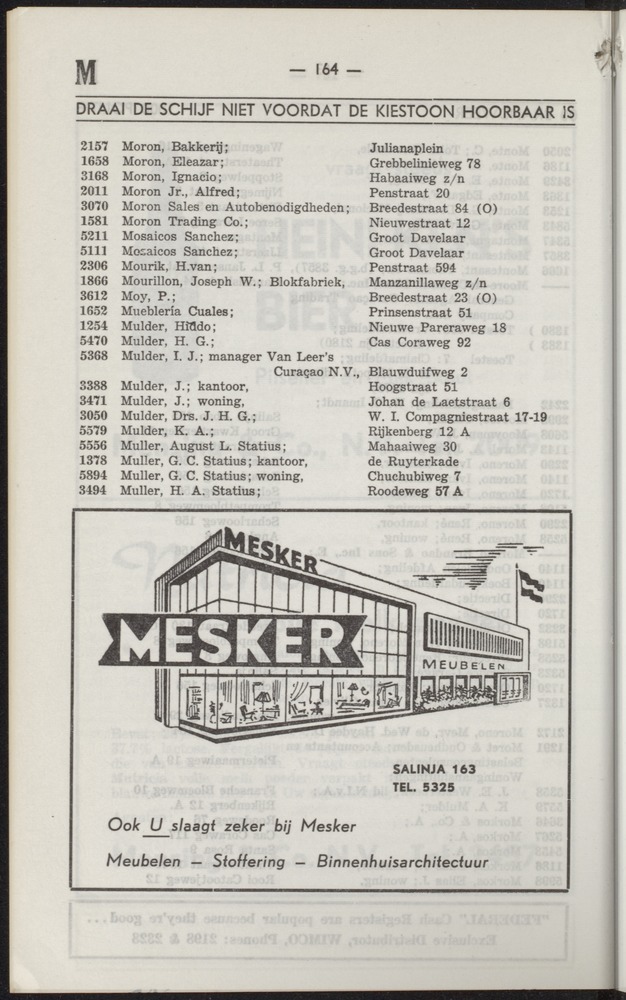 M
— 164 —
DRAAI DE SCHIJF NIET VOORDAT DE KIESTOON HOORBAAR IS
2157 Moron, Bakkerij; Julianaplein
1658 Moron, Eleazar; Grebbelinieweg 78
3168 Moron, Ignacio; Habaaiweg z/n
2011 Moron Jr., Alfred; Penstraat 20
3070 Moron Sales en Autobenodigdheden; Breedestraat 84 (O)
1581 Moron Trading Co.; Nieuwestraat 12
5211 Mosaicos Sanchez; Groot Davelaar
5111 Mosaicos Sanchez; Groot Davelaar
2306 Mourik, H.van; Penstraat 594
1866 Mourillon, Joseph W.; Blokfabriek, Manzanillaweg z/n
3612 Moy, P.; Breedestraat 23 (O)
1652 Mueblería Cuales; Prinsenstraat 51
1254 Mulder, Hiddo; Nieuwe Pareraweg 18
5470 Mulder, H. G.; Cas Coraweg 92
5368 Mulder, I. J.; manager Van Leer's
Curaçao N.V., Blauwduifweg 2
3388 Mulder, J.; kantoor, Hoogstraat 51
3471 Mulder, J.; woning, Johan de Laetstraat 6
3050 Mulder, Drs. J. H. G.; W. I. Compagniestraat 17-19
5579 Mulder, K. A.; Rijkenberg 12 A
5556 Muller, August L. Statius; Mahaaiweg 30
1378 Muller, G. C. Statius; kantoor, de Ruyterkade
5894 Muller, G. C. Statius; woning, Chuchubiweg 7
3494 Muller, H. A. Statius; Roodeweg 57 A
MESKER
MESKER
MEUBELEN
SALINJA 163
TEL. 5325
Ook U slaagt zeker bij Mesker
Meubelen — Stoffering — Binnenhuisarchitectuur